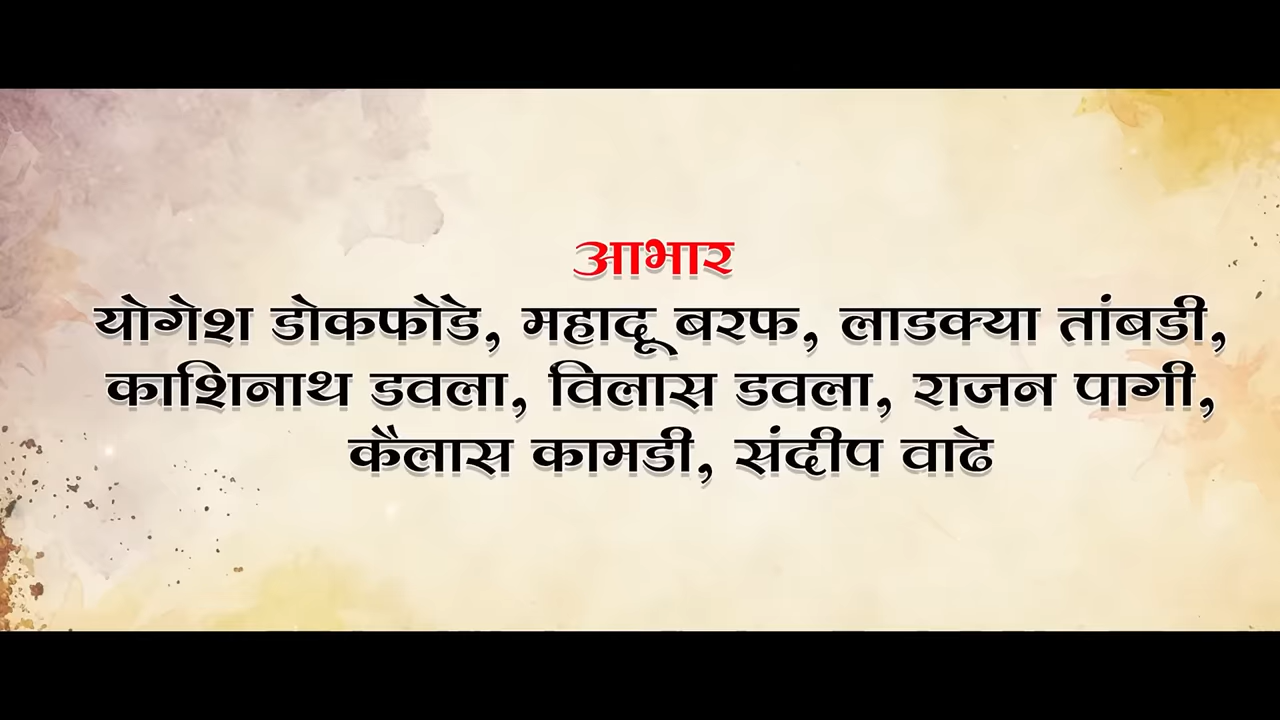 आभार
योगेश डोकफोडे, महादू बरफ, लाडक्या तांबडी,
काशिनाथ डवला, विलास डवला, राजन पागी,
कैलास कामडी, संदीप वाढे